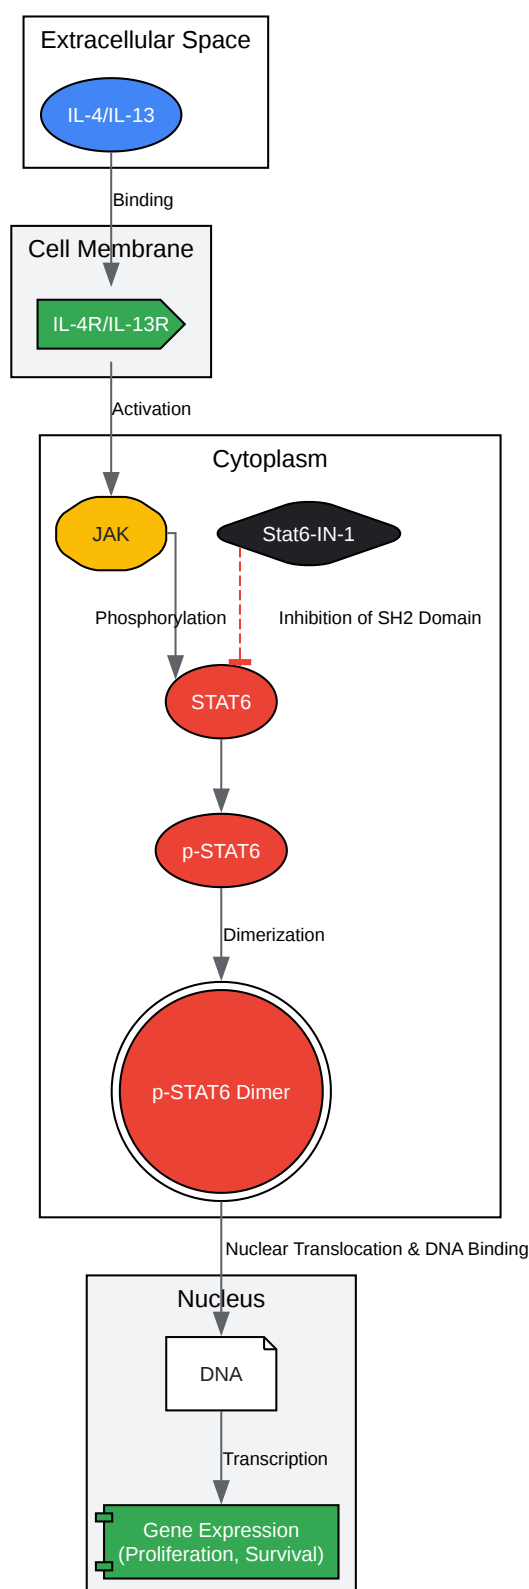 Extracellular Space
IL-4/IL-13
Binding
Cell Membrane
IL-4R/IL-13R
Activation
Cytoplasm
JAK
Stat6-IN-1
Phosphorylation
Inhibition of SH2 Domain
STAT6
p-STAT6
Dimerization
p-STAT6 Dimer
Nuclear Translocation & DNA Binding
Nucleus
DNA
Transcription
Gene Expression
(Proliferation, Survival)